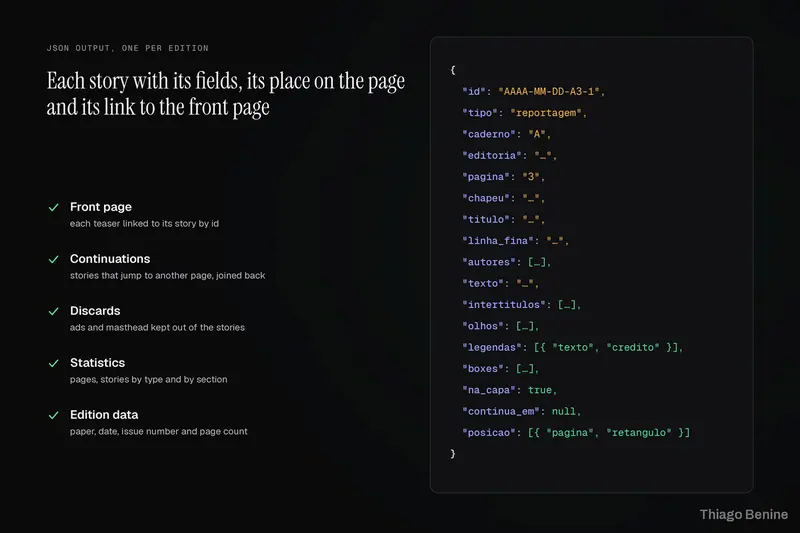 JSON OUTPUT, ONE PER EDITION
Each story with its fields, its place on the page
and its link to the front page
Front page
each teaser linked to its story by id
Continuations
stories that jump to another page, joined back
Discards
ads and masthead kept out of the stories
Statistics
pages, stories by type and by section
Edition data
paper, date, issue number and page count
{
"id": "AAAA-MM-DD-A3-1",
"tipo": "reportagem",
"caderno": "A",
"editoria": "…",
"pagina": "3",
"chapeu": "…",
"titulo": "…",
"linha_fina": "…",
"autores": […],
"texto": "…",
"intertitulos": […],
"olhos": […],
"legendas": [{ "texto", "credito" }],
"boxes": […],
"na_capa": true,
"continua_em": null,
"posicao": [{ "pagina", "retangulo" }]
}
Thiago Benine